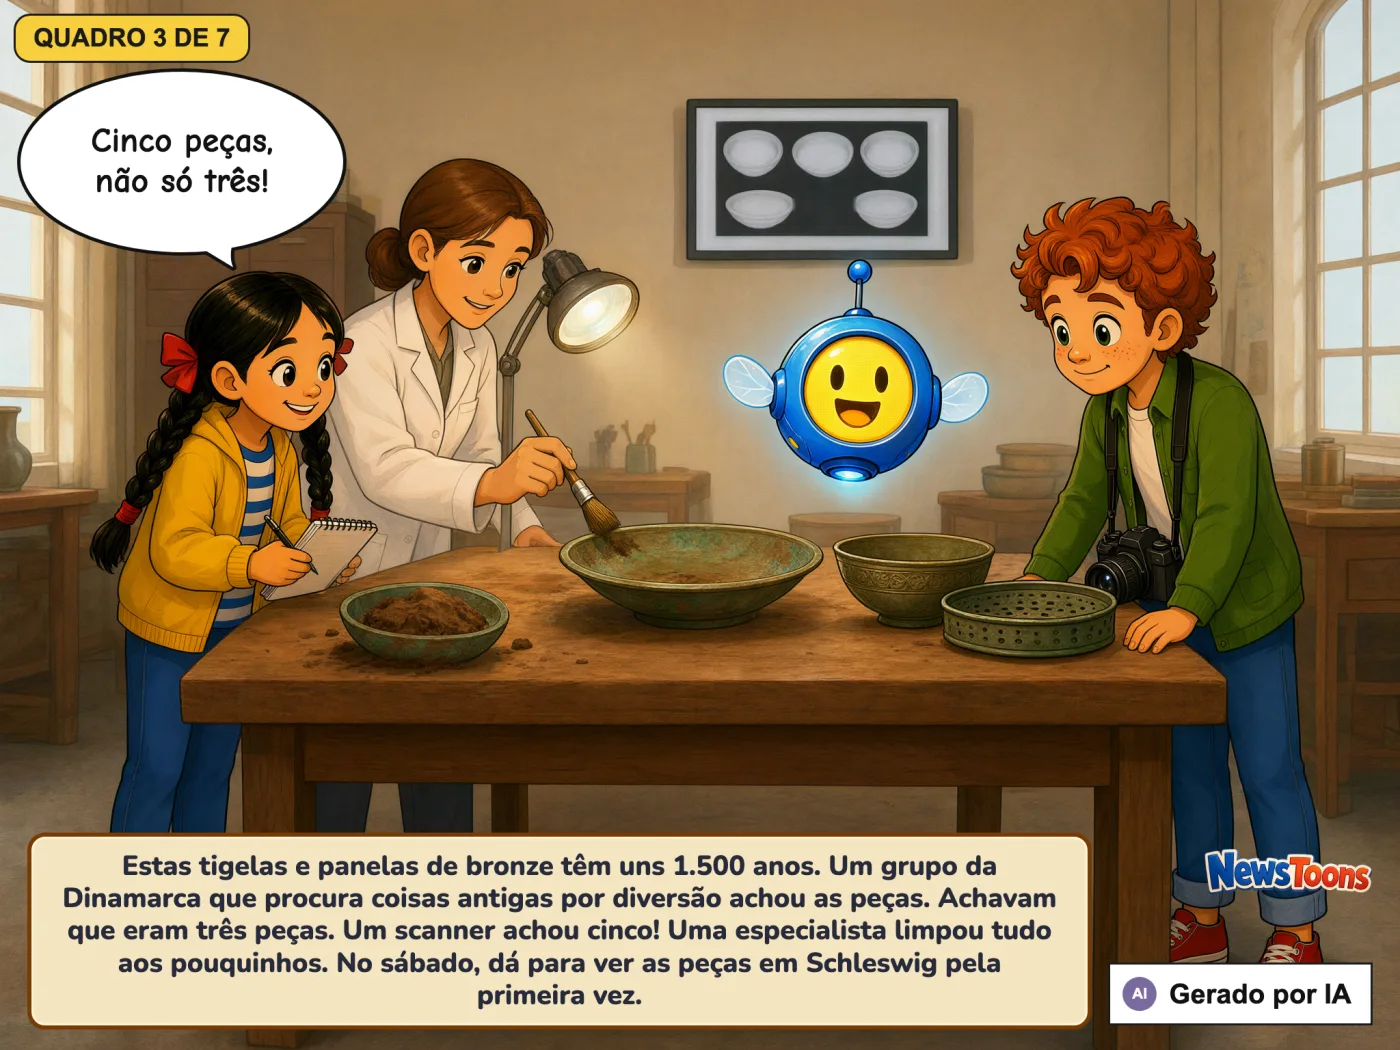 QUADRO 3 DE 7
Cinco peças,
não só três!
Estas tigelas e panelas de bronze têm uns 1.500 anos. Um grupo da
Dinamarca que procura coisas antigas por diversão achou as peças. Achavam
que eram três peças. Um scanner achou cinco! Uma especialista limpou tudo
aos pouquinhos. No sábado, dá para ver as peças em Schleswig pela
primeira vez.
NewsToons
AI Gerado por IA